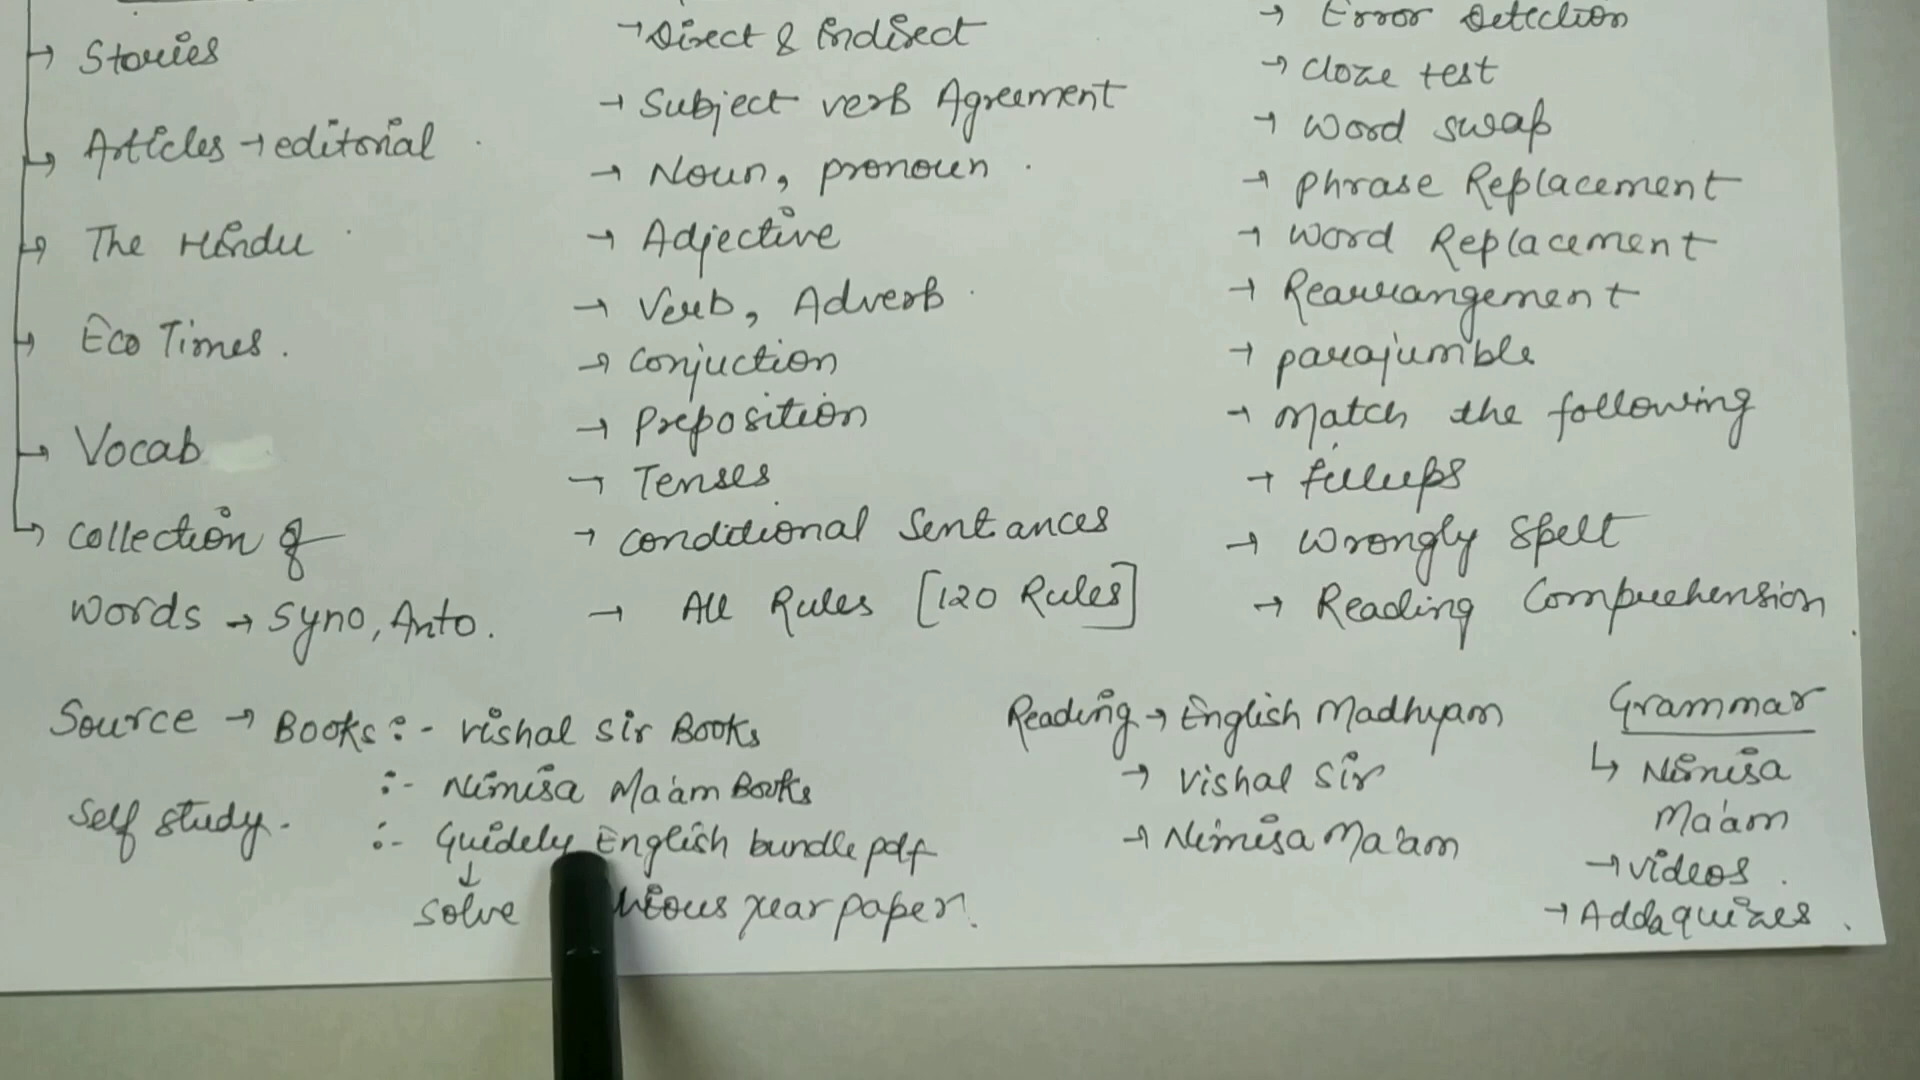 → Stories
→ Articles → editorial
→ The Hindu
→ Eco Times.
→ Vocab
→ Collection of
words → Syno, Anto.
→ Direct & Indirect
→ Subject verb Agreement
→ Noun, pronoun
→ Adjective
→ Verb, Adverb
→ Conjuction
→ Preposition
→ Tenses
→ conditional Sentances
→ All Rules [120 Rules]
→ Error Detection
→ cloze test
→ word swap
→ phrase Replacement
→ word Replacement
→ Rearrangement
→ parajumble
→ Match the following
→ fillups
→ wrongly spelt
→ Reading Comprehension
Source → Books :- Vishal Sir Books
:- Nimisa Ma'am Books
Self study.
:- Guidely English bundle pdf
↓
solve year paper.
Reading → English Madhyam
→ Vishal Sir
→ Nimisa Ma'am
Grammar
↳ Nimisa
Ma'am
→ videos.
→ Adda quizes.